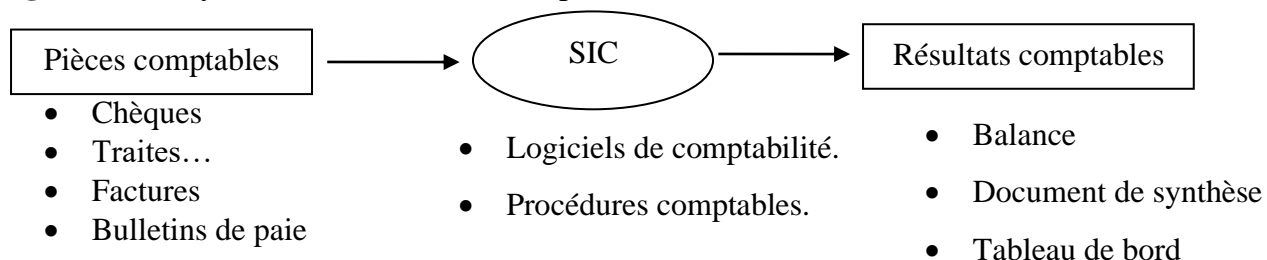 Pièces comptables
SIC
Résultats comptables
• Chèques
• Traites…
• Factures
• Bulletins de paie
• Logiciels de comptabilité.
• Procédures comptables.
• Balance
• Document de synthèse
• Tableau de bord